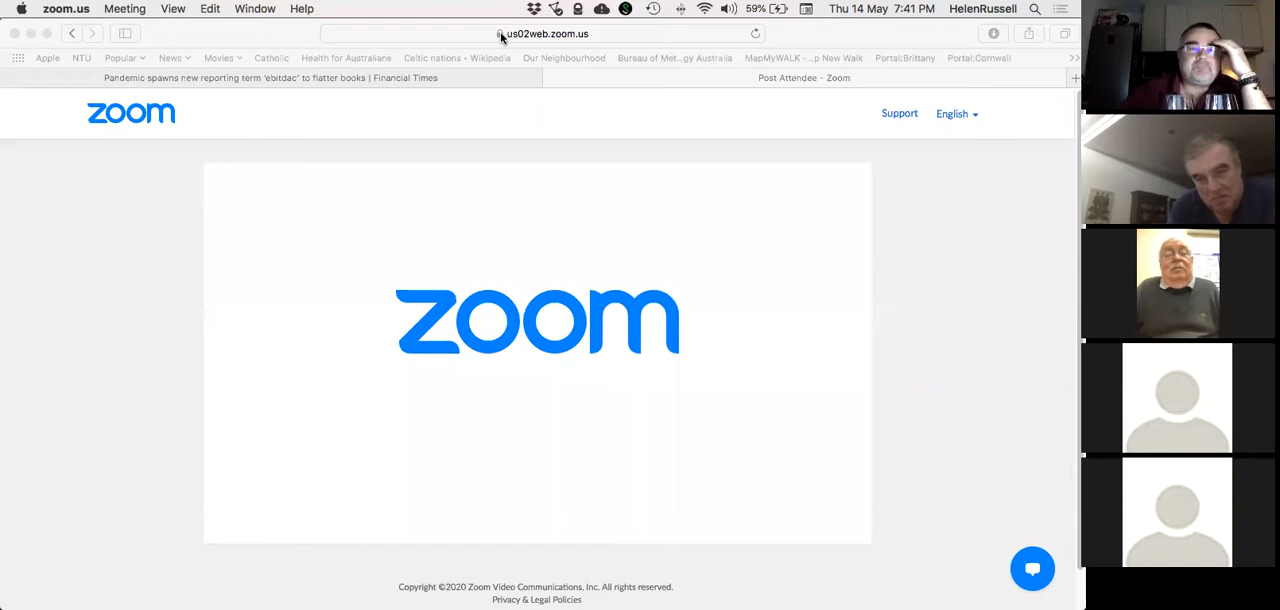 zoom.us Meeting View Edit Window Help 59% Thu 14 May 7:41 PM HelenRussell
us02web.zoom.us
Apple NTU Popular News Movies Catholic Health for Australians Celtic nations - Wikipedia Our Neighbourhood Bureau of Met...gy Australia MapMyWALK -...p New Walk Portal:Brittany Portal:Cornwall >>
Pandemic spawns new reporting term 'ebitdac' to flatter books | Financial Times Post Attendee - Zoom +
zoom Support English
zoom
Copyright ©2020 Zoom Video Communications, Inc. All rights reserved.
Privacy & Legal Policies